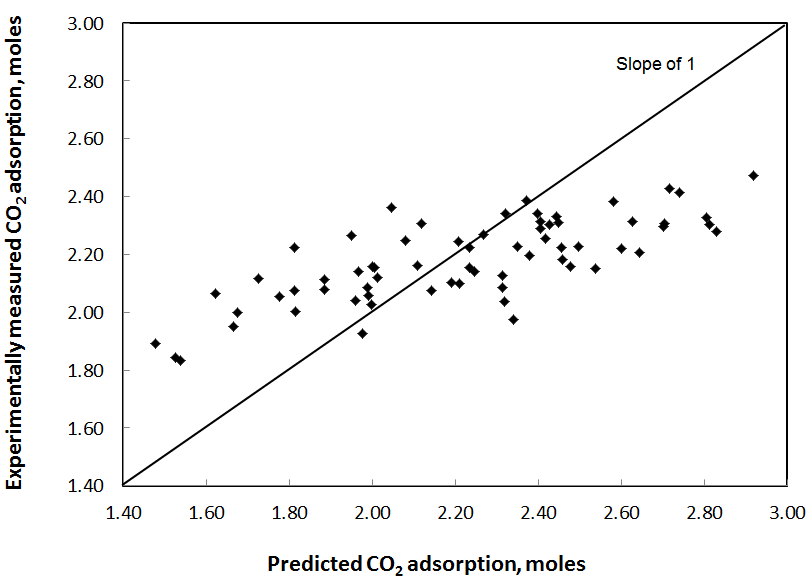 Experimentally measured CO2 adsorption, moles
3.00
2.80
2.60
2.40
2.20
2.00
1.80
1.60
1.40
Slope of 1
1.40 1.60 1.80 2.00 2.20 2.40 2.60 2.80 3.00
Predicted CO2 adsorption, moles